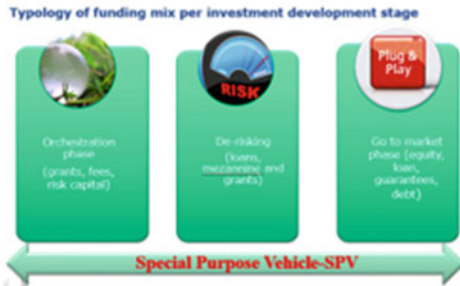 Typology of funding mix per investment development stage
RISK
Plug &
Play
Orchestration
phase
(grants, fees,
risk capital)
De-risking
(loans,
mezannine and
grants)
Go to market
phase (equity,
loan,
guarantees,
debt)
Special Purpose Vehicle-SPV